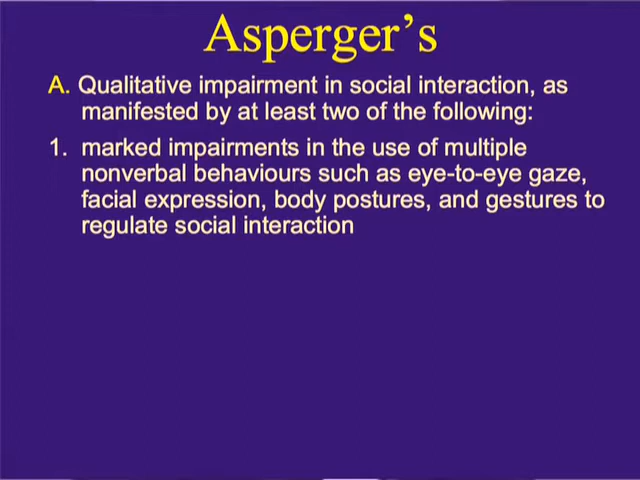 Asperger’s
A. Qualitative impairment in social interaction, as
manifested by at least two of the following:
1. marked impairments in the use of multiple
nonverbal behaviours such as eye-to-eye gaze,
facial expression, body postures, and gestures to
regulate social interaction